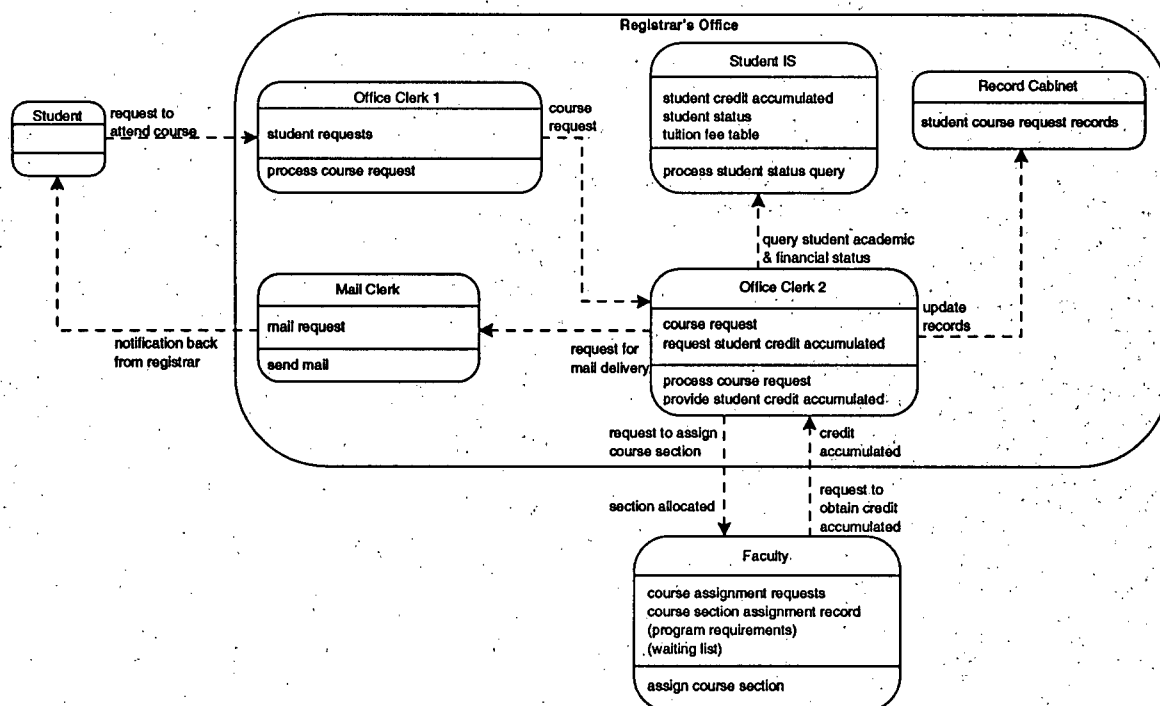 Registrar's Office
Student
request to
attend course
Office Clerk 1
student requests
process course request
course
request
Student IS
student credit accumulated
student status
tuition fee table
process student status query
Record Cabinet
student course request records
query student academic
& financial status
Mail Clerk
mail request
send mail
notification back
from registrar
request for
mail delivery
Office Clerk 2
course request
request student credit accumulated
process course request
provide student credit accumulated
update
records
request to assign
course section
credit
accumulated
section allocated
request to
obtain credit
accumulated
Faculty
course assignment requests
course section assignment record
(program requirements)
(waiting list)
assign course section